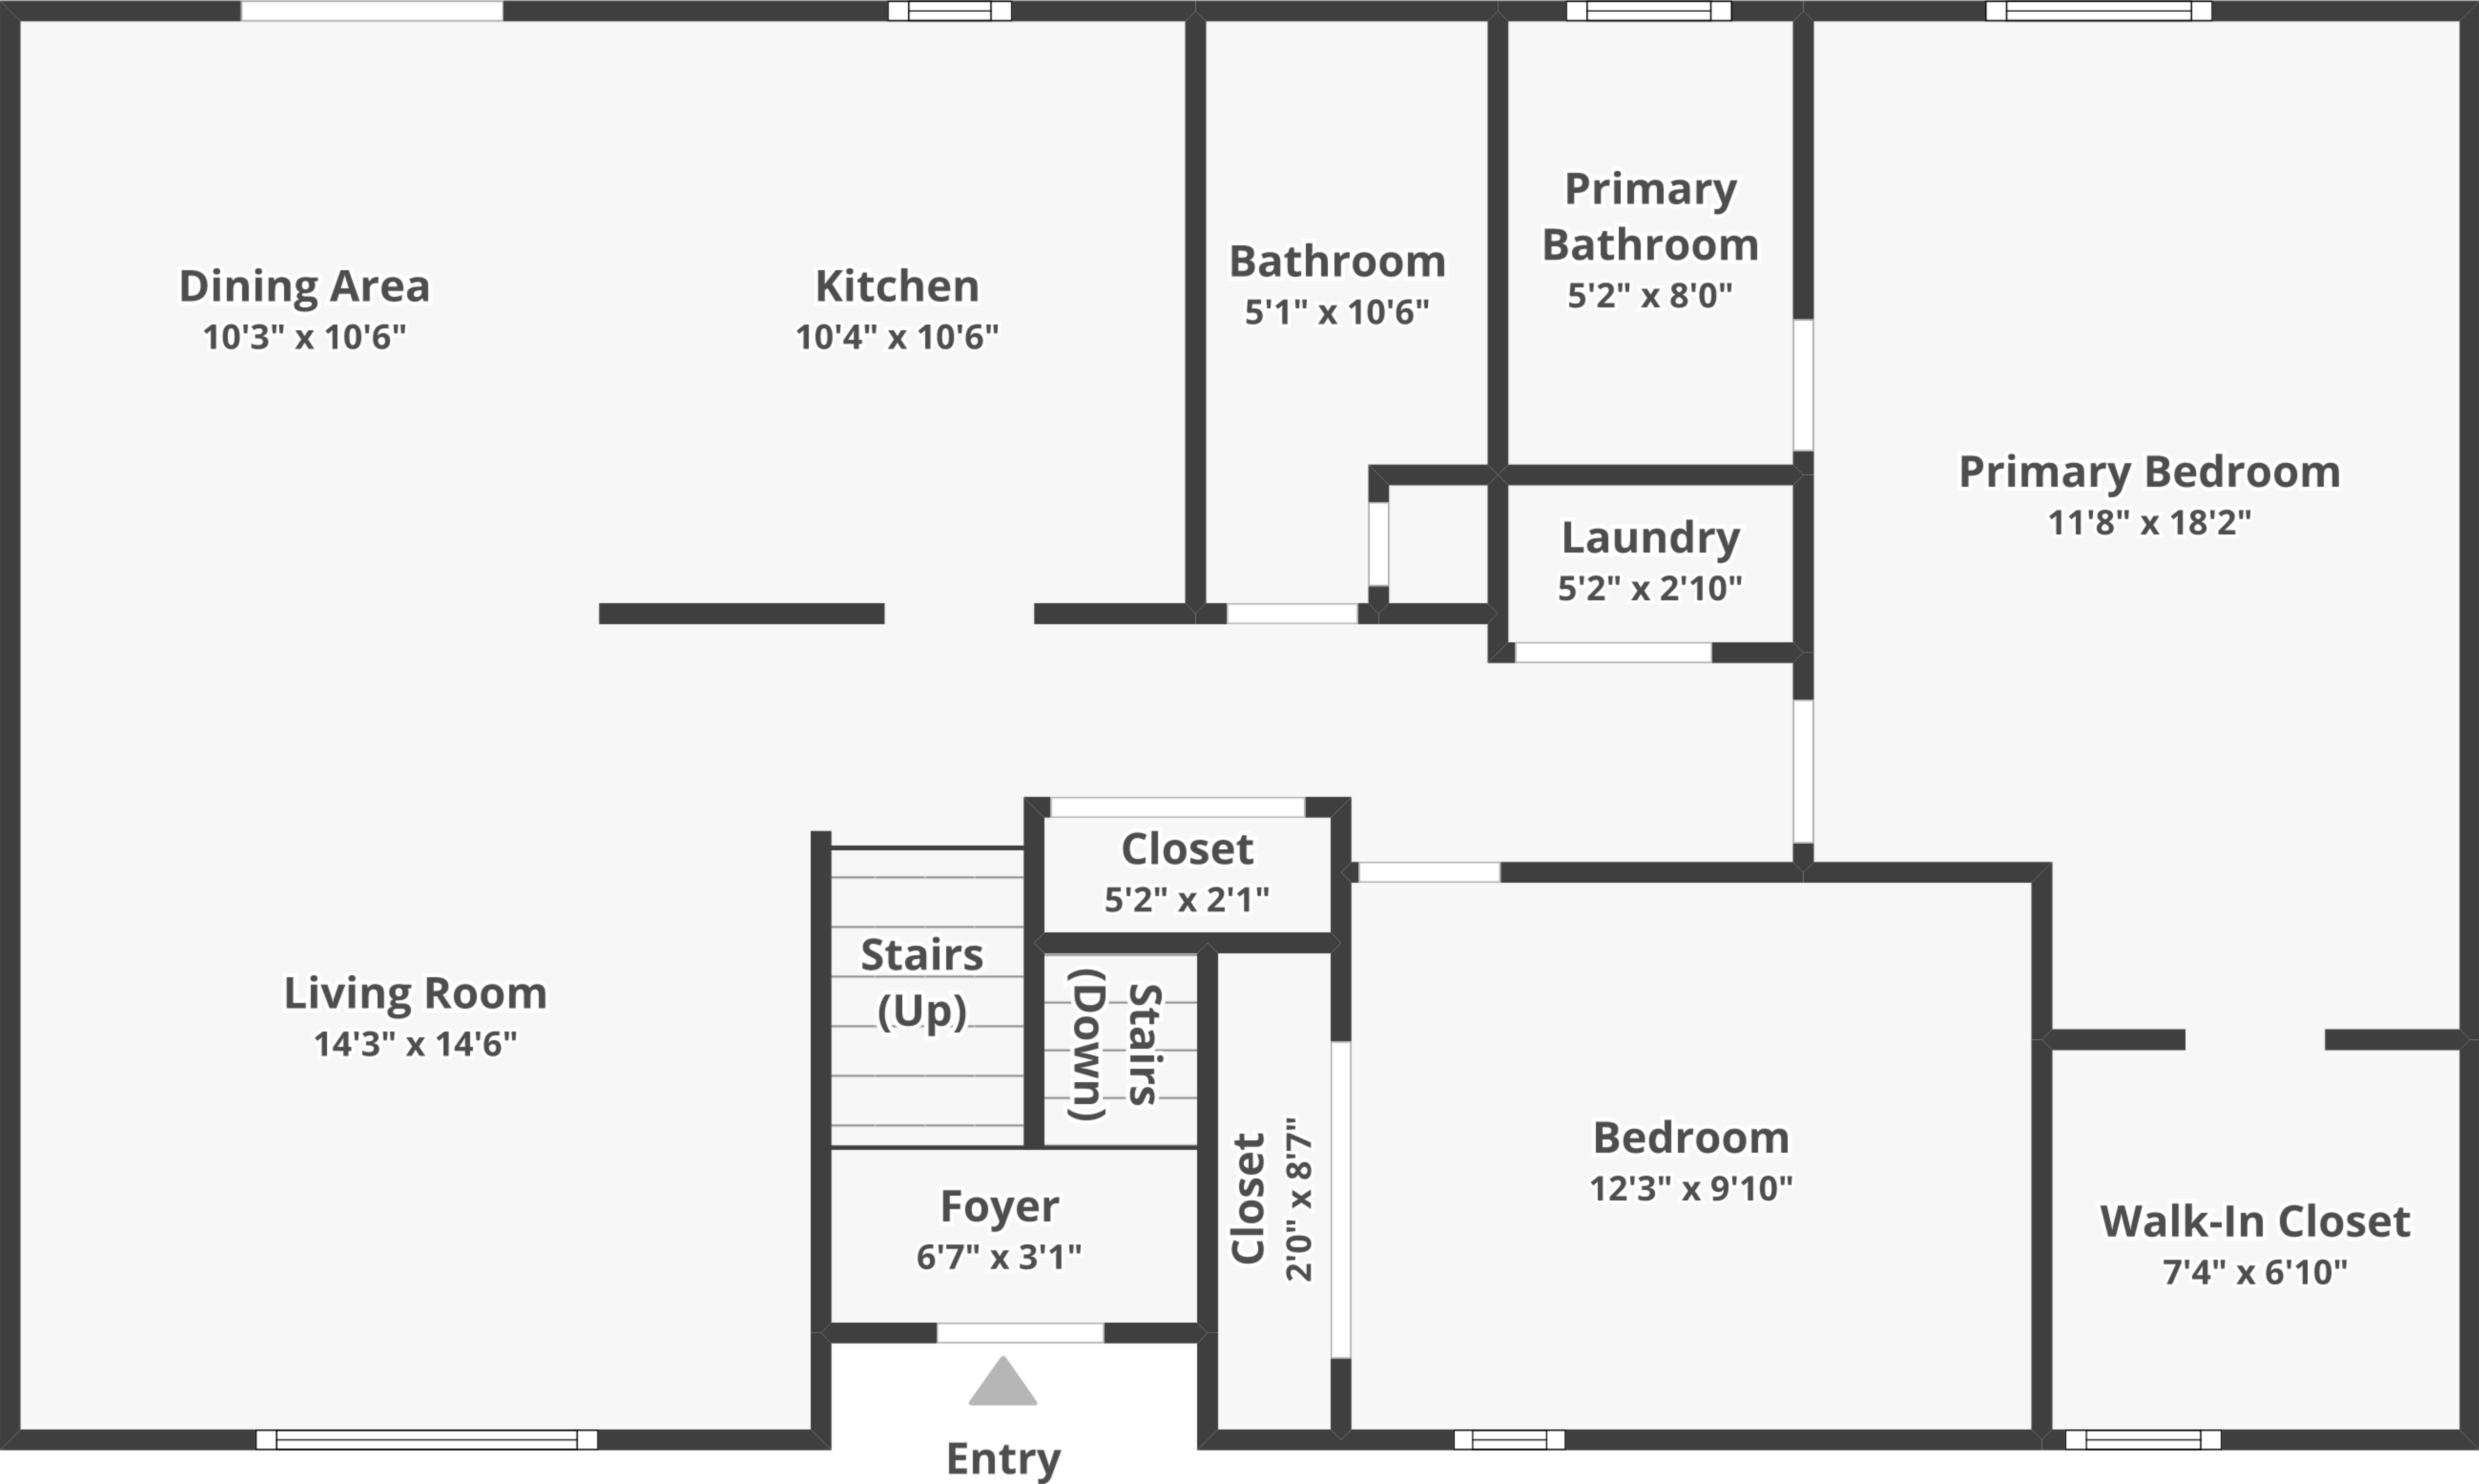 Dining Area
10'3" x 10'6"
Kitchen
10'4" x 10'6"
Bathroom
5'1" x 10'6"
Primary
Bathroom
5'2" x 8'0"
Laundry
5'2" x 2'10"
Primary Bedroom
11'8" x 18'2"
Living Room
14'3" x 14'6"
Stairs
(Up)
Closet
5'2" x 2'1"
Stairs
(Down)
Foyer
6'7" x 3'1"
Closet
2'0" x 8'7"
Bedroom
12'3" x 9'10"
Walk-In Closet
7'4" x 6'10"
Entry